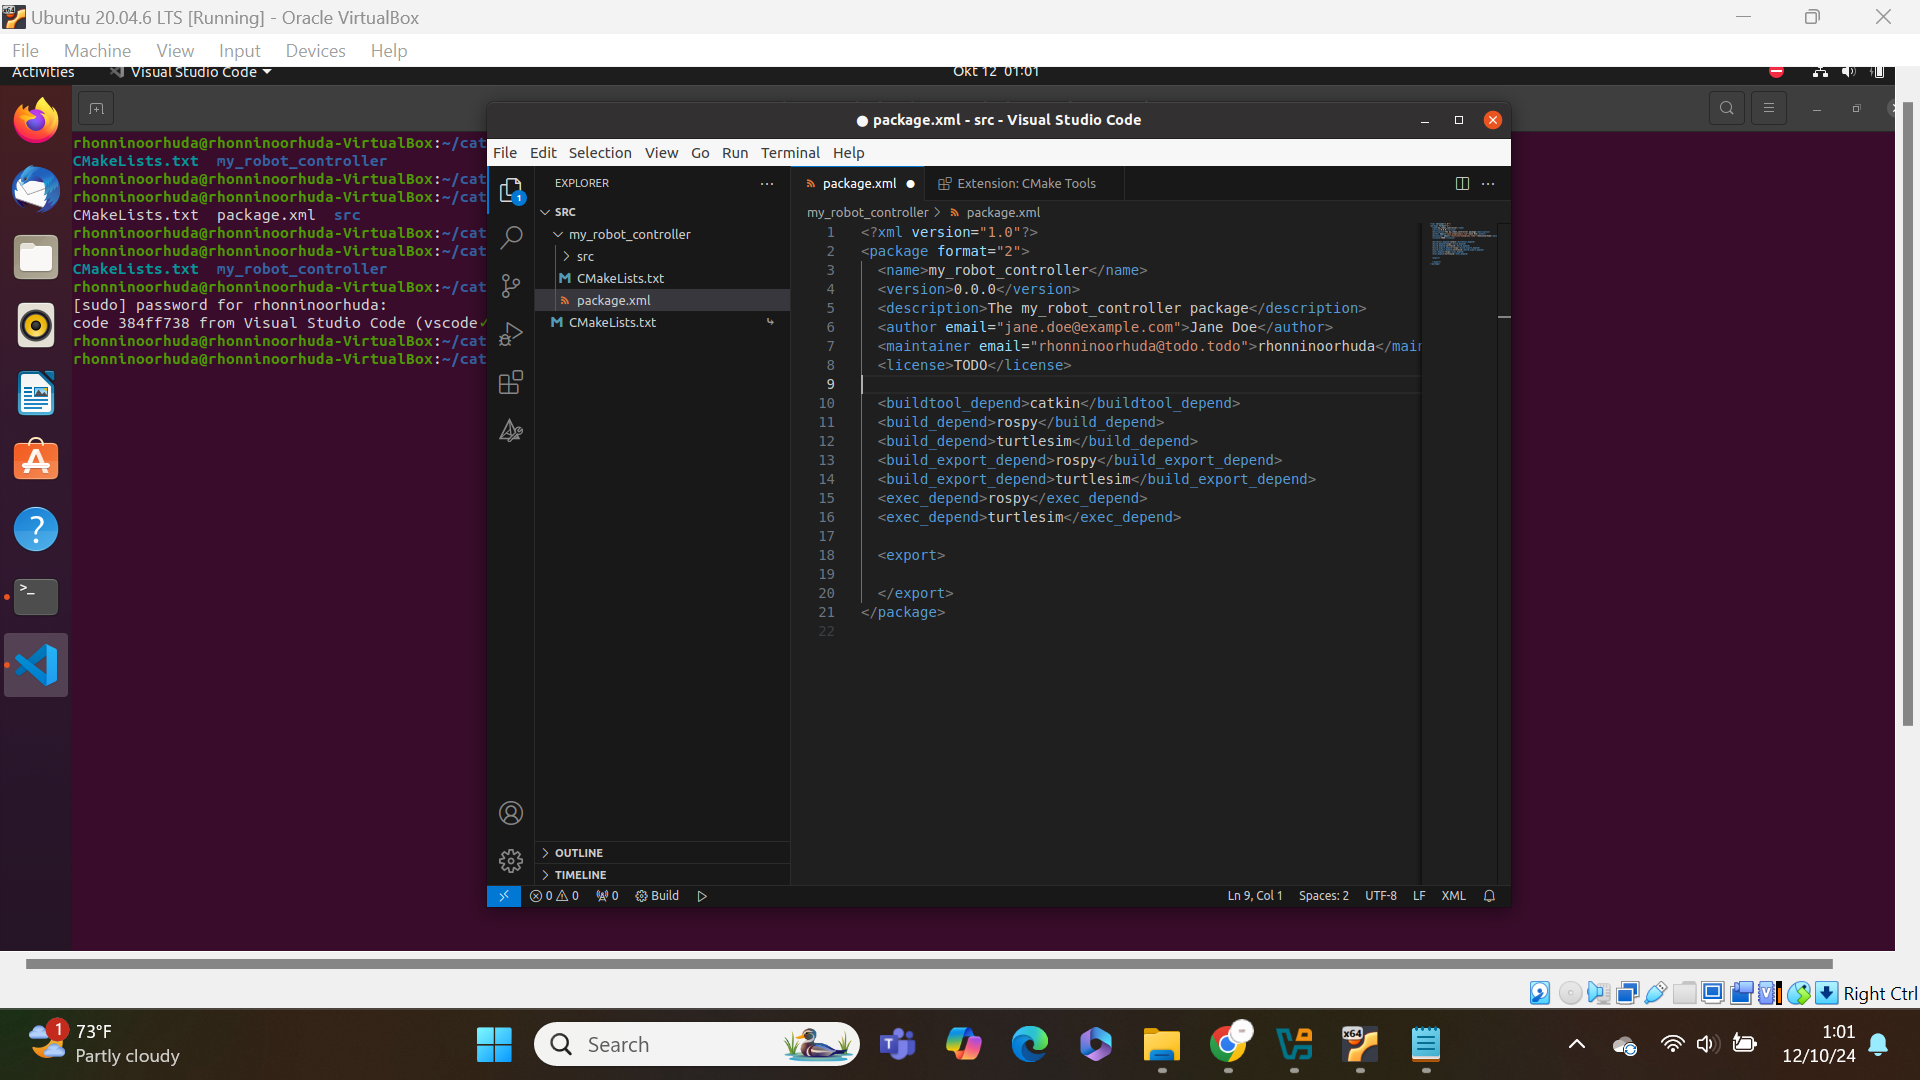 Ubuntu 20.04.6 LTS [Running] - Oracle VirtualBox
File Machine View Input Devices Help
Activities Visual Studio Code Okt 12 01:01
rhonninoorhuda@rhonninoorhuda-VirtualBox:~/cat
CMakeLists.txt my_robot_controller
rhonninoorhuda@rhonninoorhuda-VirtualBox:~/cat
rhonninoorhuda@rhonninoorhuda-VirtualBox:~/cat
CMakeLists.txt package.xml src
rhonninoorhuda@rhonninoorhuda-VirtualBox:~/cat
rhonninoorhuda@rhonninoorhuda-VirtualBox:~/cat
CMakeLists.txt my_robot_controller
rhonninoorhuda@rhonninoorhuda-VirtualBox:~/cat
[sudo] password for rhonninoorhuda:
code 384ff738 from Visual Studio Code (vscode✓
rhonninoorhuda@rhonninoorhuda-VirtualBox:~/cat
rhonninoorhuda@rhonninoorhuda-VirtualBox:~/cat
● package.xml - src - Visual Studio Code
File Edit Selection View Go Run Terminal Help
1
EXPLORER
SRC
my_robot_controller
src
CMakeLists.txt
package.xml
CMakeLists.txt
OUTLINE
TIMELINE
package.xml ● Extension: CMake Tools
my_robot_controller > package.xml
1 <?xml version="1.0"?>
2 <package format="2">
3 <name>my_robot_controller</name>
4 <version>0.0.0</version>
5 <description>The my_robot_controller package</description>
6 <author email="jane.doe@example.com">Jane Doe</author>
7 <maintainer email="rhonninoorhuda@todo.todo">rhonninoorhuda</main
8 <license>TODO</license>
9
10 <buildtool_depend>catkin</buildtool_depend>
11 <build_depend>rospy</build_depend>
12 <build_depend>turtlesim</build_depend>
13 <build_export_depend>rospy</build_export_depend>
14 <build_export_depend>turtlesim</build_export_depend>
15 <exec_depend>rospy</exec_depend>
16 <exec_depend>turtlesim</exec_depend>
17
18 <export>
19
20 </export>
21 </package>
22
0 0 0 Build Ln 9, Col 1 Spaces: 2 UTF-8 LF XML
Right Ctrl
1 73°F
Partly cloudy
Search
x64
1:01
12/10/24